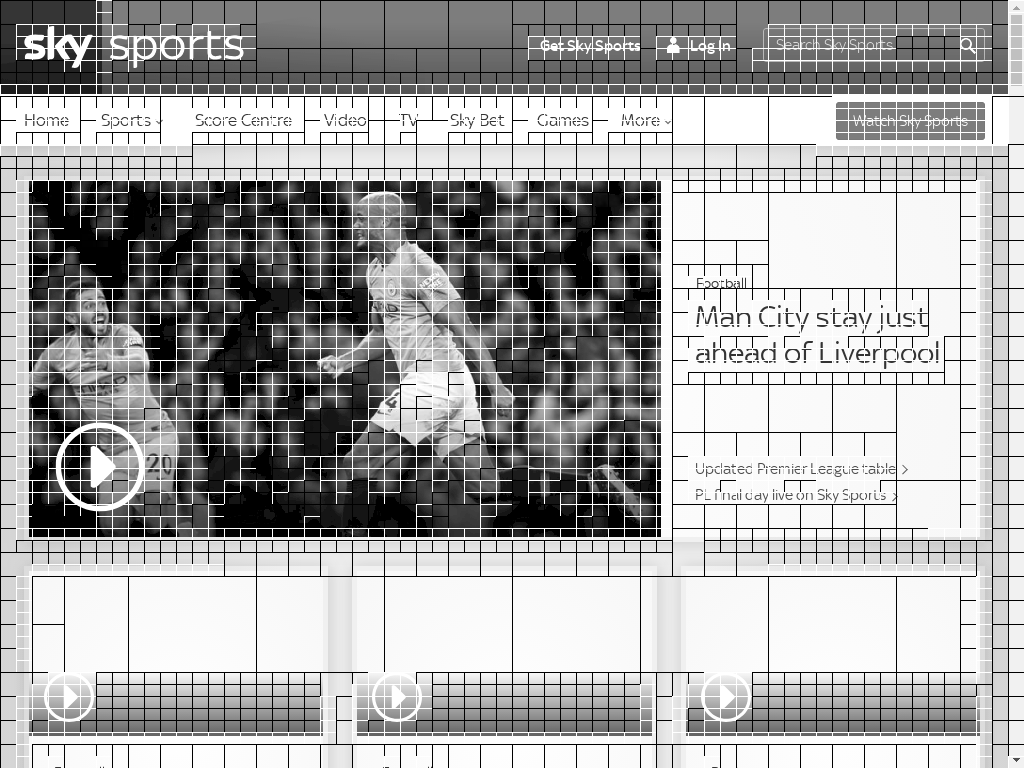 sky sports
Get Sky Sports
Log In
Search Sky Sports
Home
Sports
Score Centre
Video
TV
Sky Bet
Games
More
Watch Sky Sports
20
Football
Man City stay just
ahead of Liverpool
Updated Premier League table
PL final day live on Sky Sports